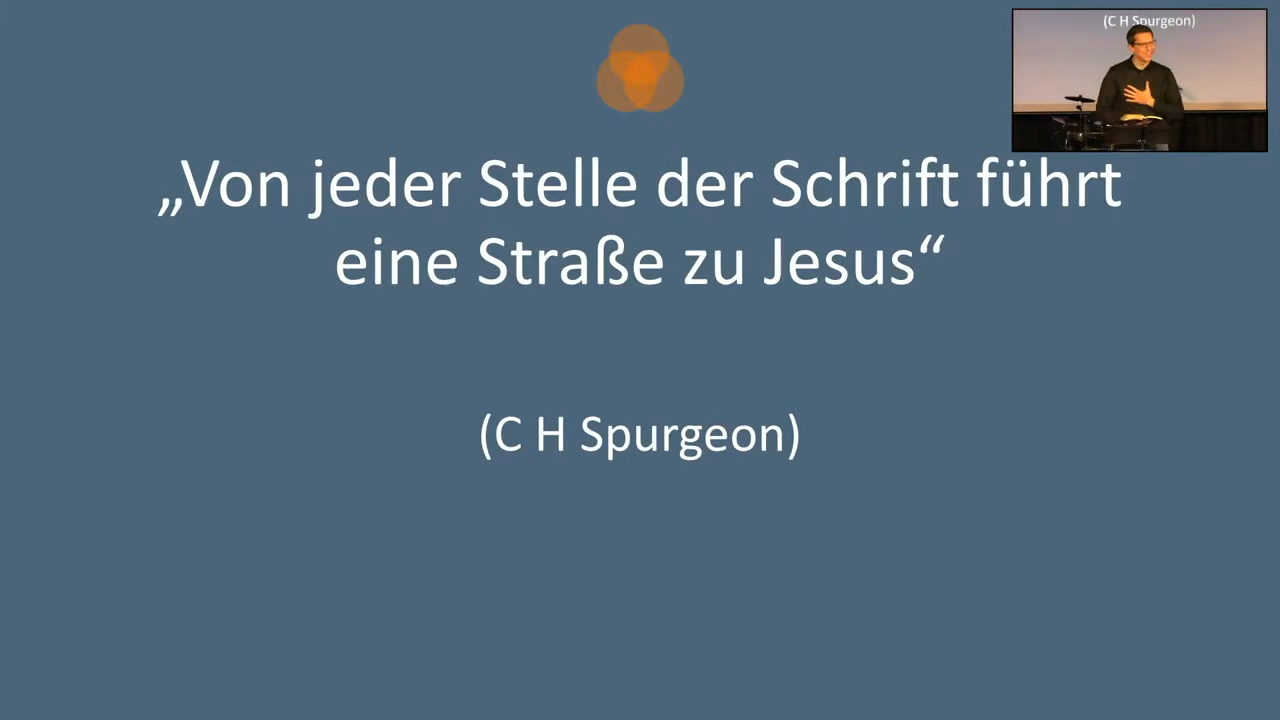 (C H Spurgeon)
„Von jeder Stelle der Schrift führt
eine Straße zu Jesus“
(C H Spurgeon)